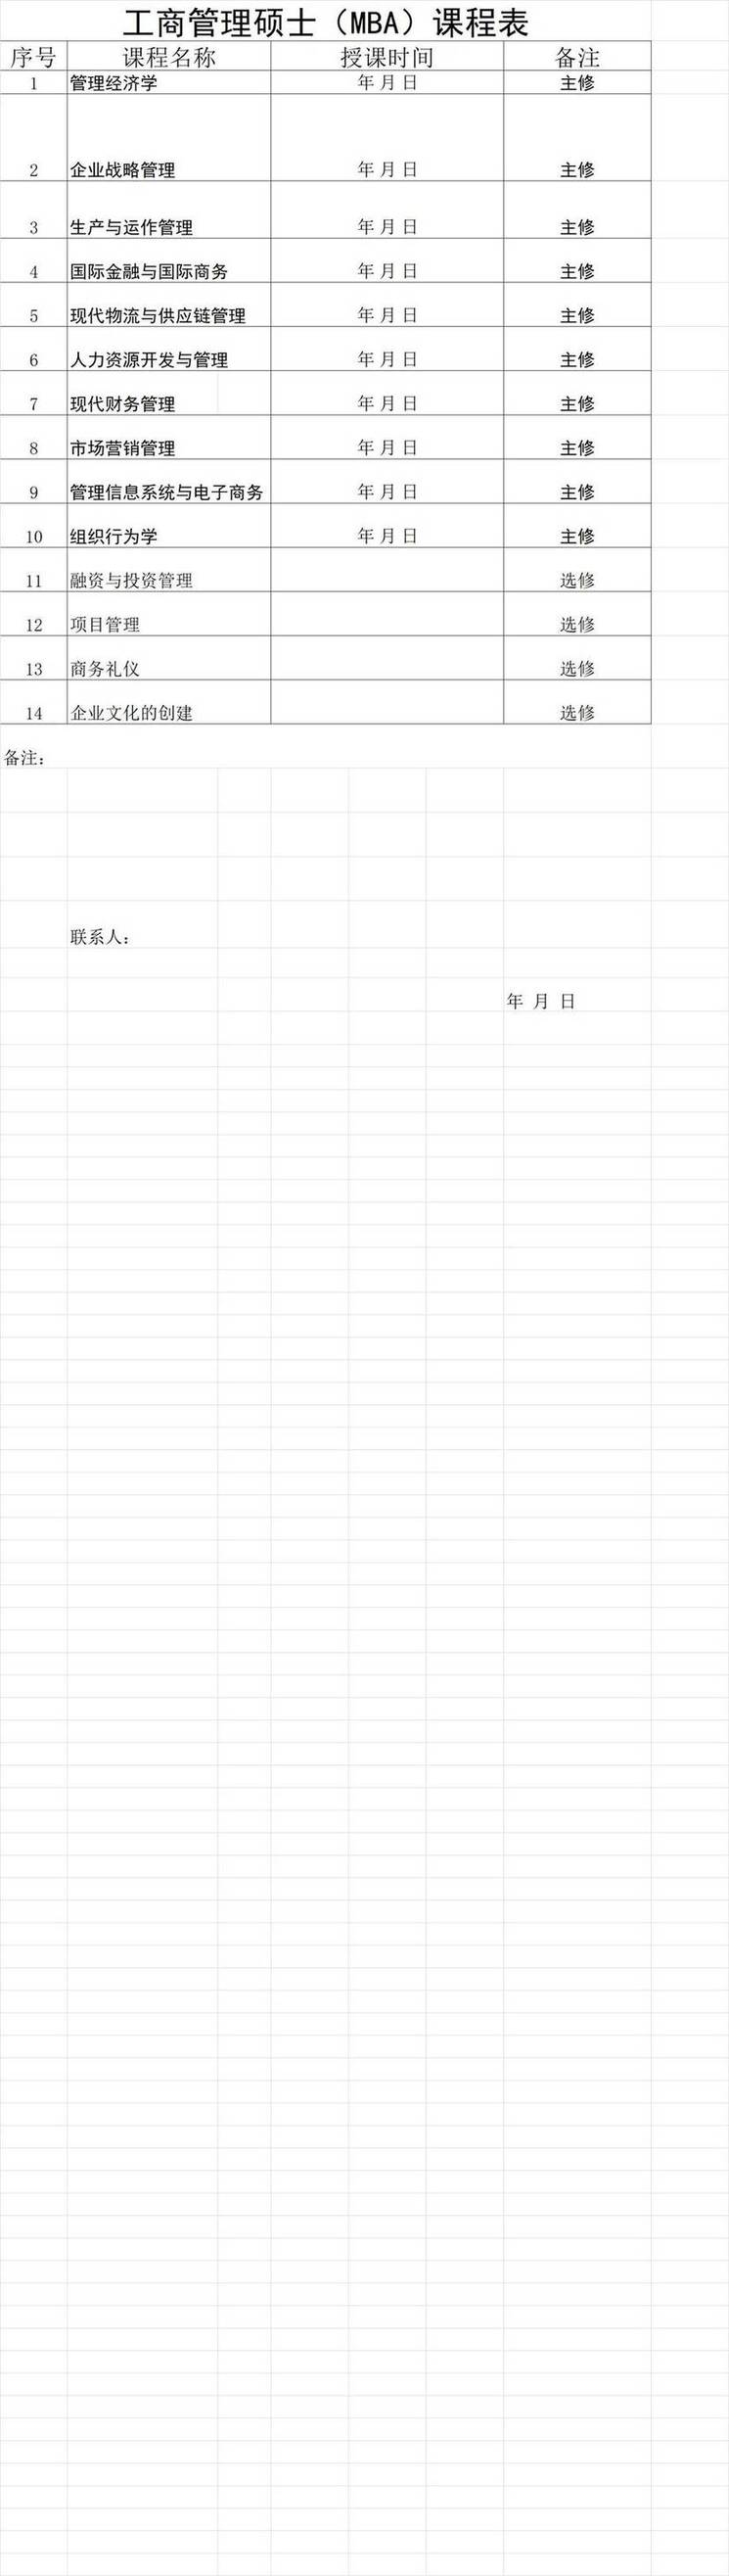 工商管理硕士（MBA）课程表
序号 课程名称 授课时间 备注
1 管理经济学 年 月 日 主修
2 企业战略管理 年 月 日 主修
3 生产与运作管理 年 月 日 主修
4 国际金融与国际商务 年 月 日 主修
5 现代物流与供应链管理 年 月 日 主修
6 人力资源开发与管理 年 月 日 主修
7 现代财务管理 年 月 日 主修
8 市场营销管理 年 月 日 主修
9 管理信息系统与电子商务 年 月 日 主修
10 组织行为学 年 月 日 主修
11 融资与投资管理 选修
12 项目管理 选修
13 商务礼仪 选修
14 企业文化的创建 选修
备注：
联系人：
年 月 日